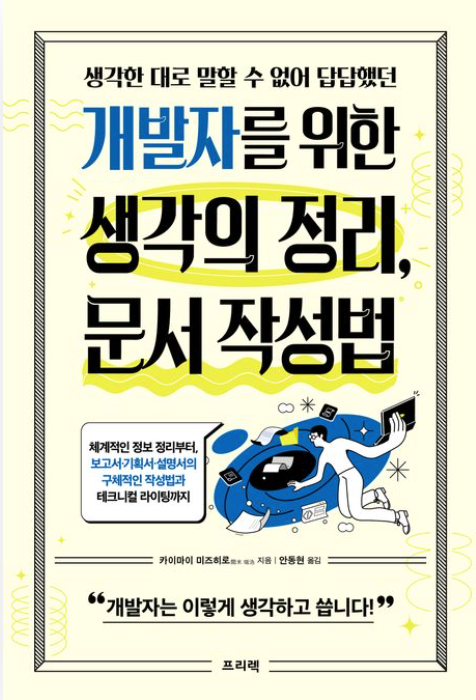 생각한 대로 말할 수 없어 답답했던
개발자를 위한
생각의 정리,
문서 작성법
체계적인 정보 정리부터,
보고서·기획서·설명서의
구체적인 작성법과
테크니컬 라이팅까지
카이마이 미즈히로 지음 | 안동현 옮김
“개발자는 이렇게 생각하고 씁니다!”
프리렉